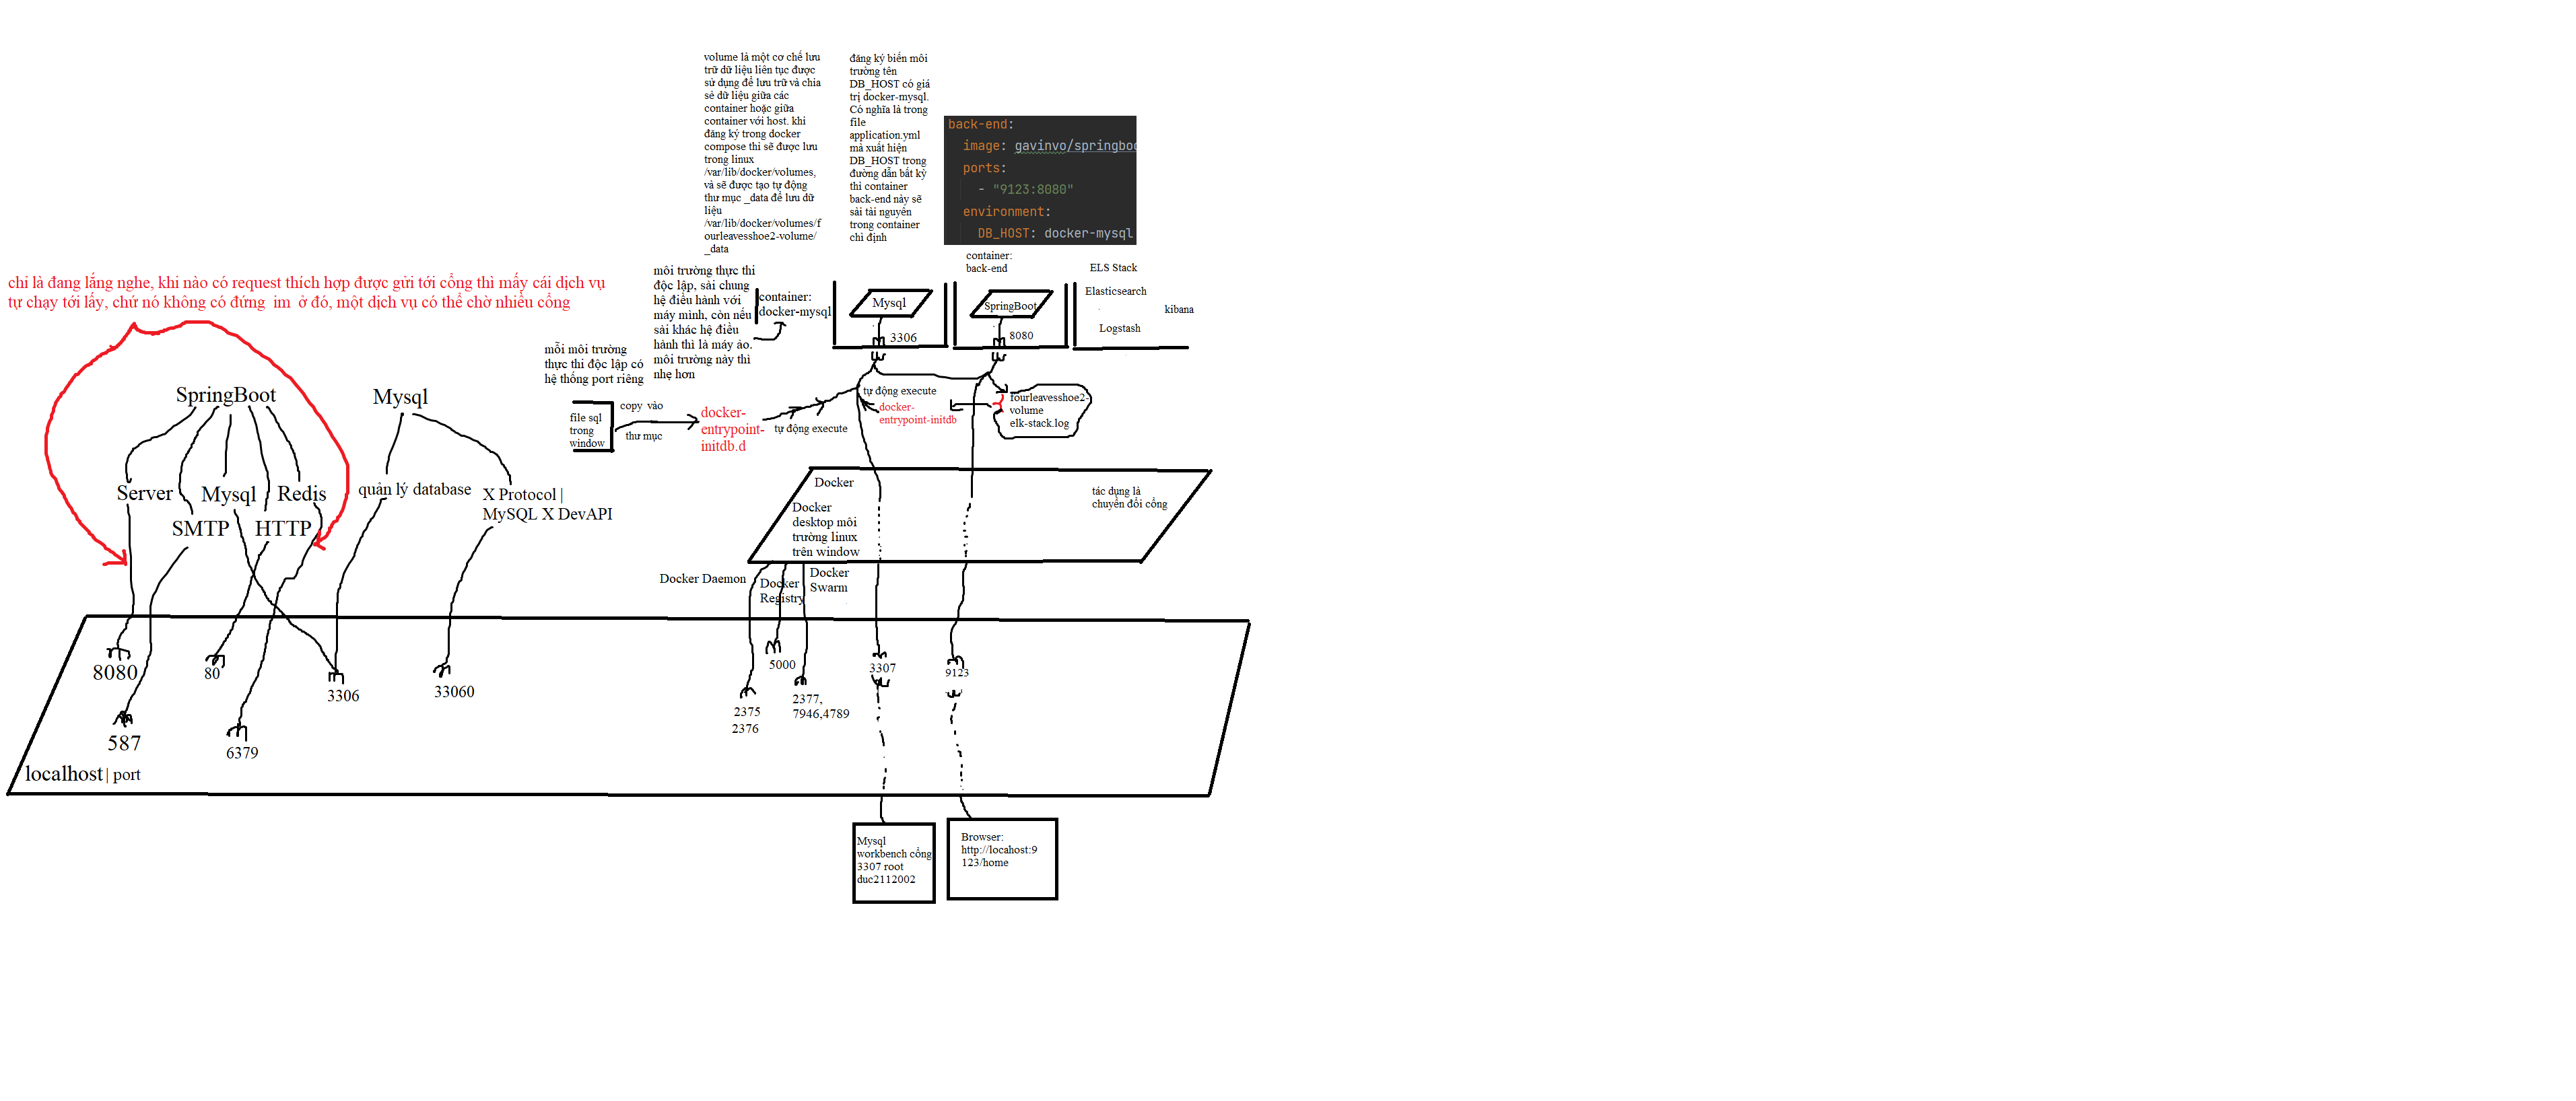 volume là một cơ chế lưu
trữ dữ liệu liên tục được
sử dụng để lưu trữ và chia
sẻ dữ liệu giữa các
container hoặc giữa
container với host. khi
đăng ký trong docker
compose thì sẽ được lưu
trong linux
/var/lib/docker/volumes,
và sẽ được tạo tự động
thư mục _data để lưu dữ
liệu
/var/lib/docker/volumes/f
ourleavesshoe2-volume/
_data
đăng ký biến môi
trường tên
DB_HOST có giá
trị docker-mysql.
Có nghĩa là trong
file
application.yml
mà xuất hiện
DB_HOST trong
đường dẫn bất kỳ
thì container
back-end này sẽ
sài tài nguyên
trong container
chỉ định
back-end:
image: gavinvo/springboo
ports:
- "9123:8080"
environment:
DB_HOST: docker-mysql
container:
back-end
ELS Stack
Elasticsearch
kibana
Logstash
chỉ là đang lắng nghe, khi nào có request thích hợp được gửi tới cổng thì mấy cái dịch vụ
tự chạy tới lấy, chứ nó không có đứng im ở đó, một dịch vụ có thể chờ nhiều cổng
môi trường thực thi
độc lập, sài chung
hệ điều hành với
máy mình, còn nếu
sài khác hệ điều
hành thì là máy ảo.
môi trường này thì
nhẹ hơn
container:
docker-mysql
Mysql
3306
SpringBoot
8080
mỗi môi trường
thực thi độc lập có
hệ thống port riêng
file sql
trong
window
copy vào
thư mục
docker-
entrypoint-
initdb.d
tự động execute
tự động execute
docker-
entrypoint-initdb
fourleavesshoe2-
volume
elk-stack.log
SpringBoot
Mysql
Server
Mysql
Redis
SMTP
HTTP
quản lý database
X Protocol |
MySQL X DevAPI
Docker
Docker
desktop môi
trường linux
trên window
tác dụng là
chuyển đổi cổng
Docker Daemon
Docker
Registry
Docker
Swarm
8080
80
3306
33060
587
6379
5000
2375
2376
2377,
7946,4789
3307
9123
localhost | port
Mysql
workbench cổng
3307 root
duc2112002
Browser:
http://locahost:9
123/home